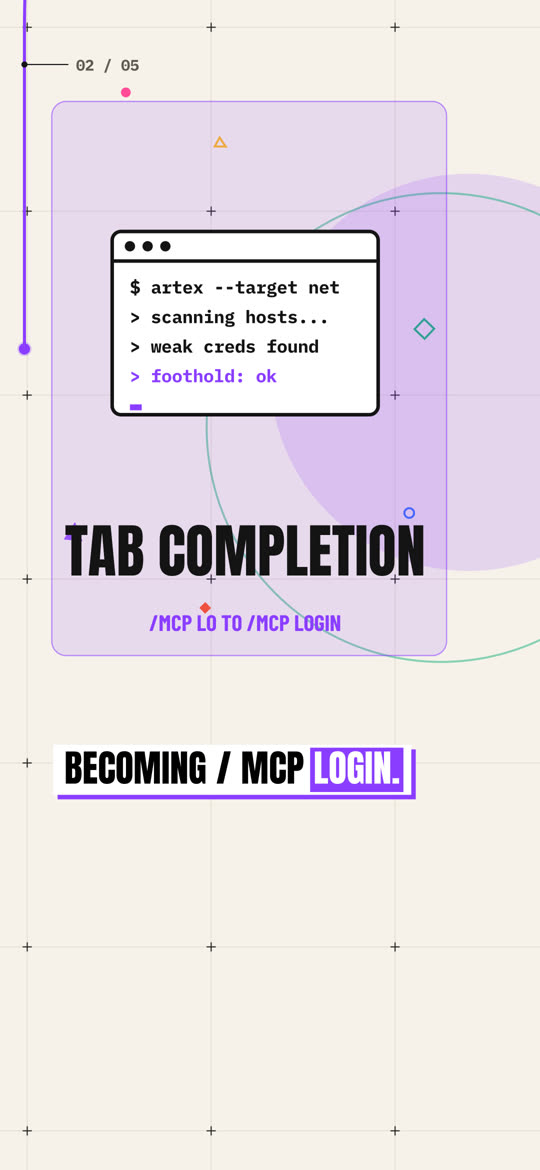 02 / 05
$ artex --target net
> scanning hosts...
> weak creds found
> foothold: ok
TAB COMPLETION
/MCP LO TO /MCP LOGIN
BECOMING / MCP LOGIN.